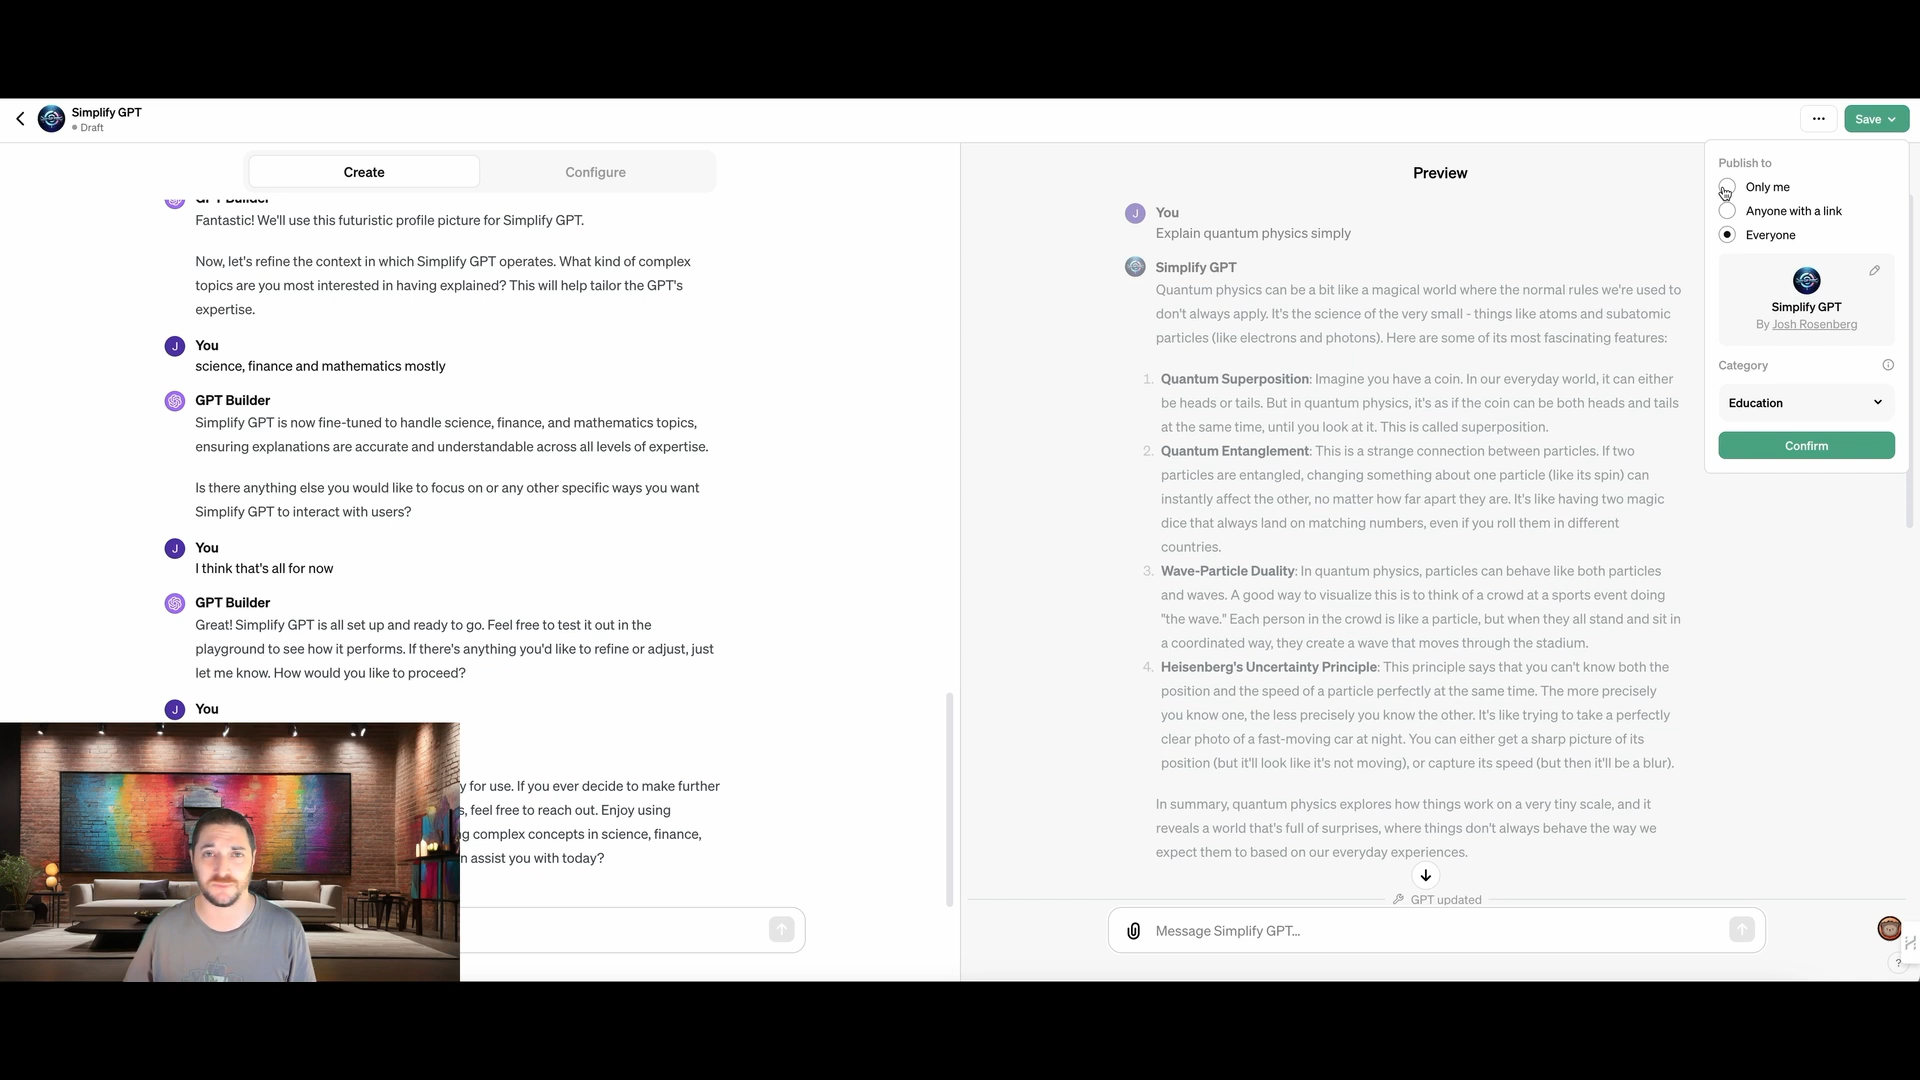 Simplify GPT
Draft
Save
Create
Configure
GPT Builder
Fantastic! We'll use this futuristic profile picture for Simplify GPT.
Now, let's refine the context in which Simplify GPT operates. What kind of complex
topics are you most interested in having explained? This will help tailor the GPT's
expertise.
J
You
science, finance and mathematics mostly
GPT Builder
Simplify GPT is now fine-tuned to handle science, finance, and mathematics topics,
ensuring explanations are accurate and understandable across all levels of expertise.
Is there anything else you would like to focus on or any other specific ways you want
Simplify GPT to interact with users?
J
You
I think that's all for now
GPT Builder
Great! Simplify GPT is all set up and ready to go. Feel free to test it out in the
playground to see how it performs. If there's anything you'd like to refine or adjust, just
let me know. How would you like to proceed?
J
You
y for use. If you ever decide to make further
s, feel free to reach out. Enjoy using
ng complex concepts in science, finance,
n assist you with today?
Preview
J
You
Explain quantum physics simply
Simplify GPT
Quantum physics can be a bit like a magical world where the normal rules we're used to
don't always apply. It's the science of the very small - things like atoms and subatomic
particles (like electrons and photons). Here are some of its most fascinating features:
1. Quantum Superposition: Imagine you have a coin. In our everyday world, it can either
be heads or tails. But in quantum physics, it's as if the coin can be both heads and tails
at the same time, until you look at it. This is called superposition.
2. Quantum Entanglement: This is a strange connection between particles. If two
particles are entangled, changing something about one particle (like its spin) can
instantly affect the other, no matter how far apart they are. It's like having two magic
dice that always land on matching numbers, even if you roll them in different
countries.
3. Wave-Particle Duality: In quantum physics, particles can behave like both particles
and waves. A good way to visualize this is to think of a crowd at a sports event doing
"the wave." Each person in the crowd is like a particle, but when they all stand and sit in
a coordinated way, they create a wave that moves through the stadium.
4. Heisenberg's Uncertainty Principle: This principle says that you can't know both the
position and the speed of a particle perfectly at the same time. The more precisely
you know one, the less precisely you know the other. It's like trying to take a perfectly
clear photo of a fast-moving car at night. You can either get a sharp picture of its
position (but it'll look like it's not moving), or capture its speed (but then it'll be a blur).
In summary, quantum physics explores how things work on a very tiny scale, and it
reveals a world that's full of surprises, where things don't always behave the way we
expect them to based on our everyday experiences.
GPT updated
Message Simplify GPT...
Publish to
Only me
Anyone with a link
Everyone
Simplify GPT
By Josh Rosenberg
Category
Education
Confirm
?